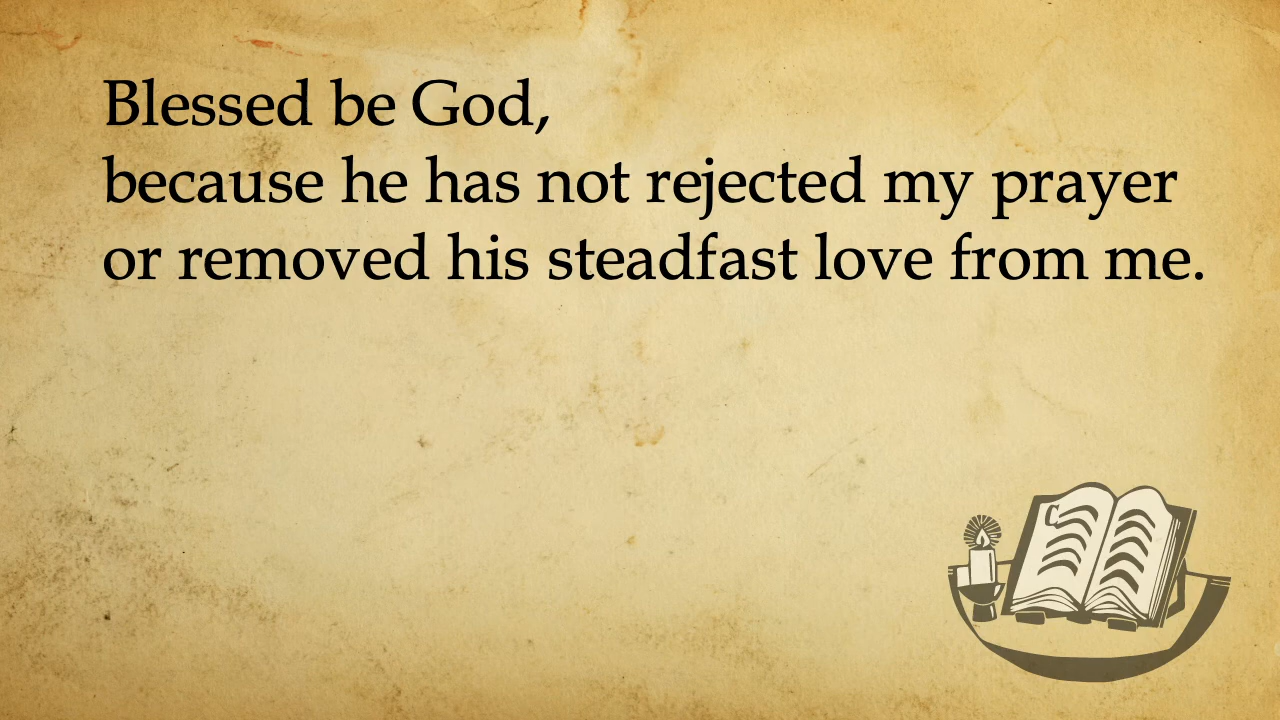 Blessed be God,
because he has not rejected my prayer
or removed his steadfast love from me.